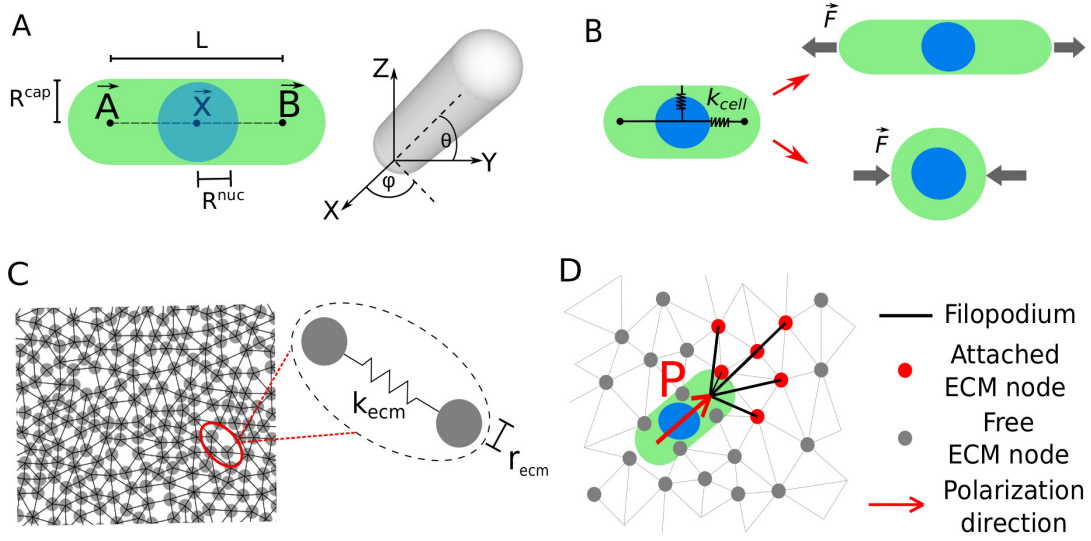 A
L
R^cap
A
x
B
R^nuc
Z
θ
Y
φ
X
B
k_cell
F
F
C
k_ecm
r_ecm
D
P
Filopodium
Attached
ECM node
Free
ECM node
Polarization
direction